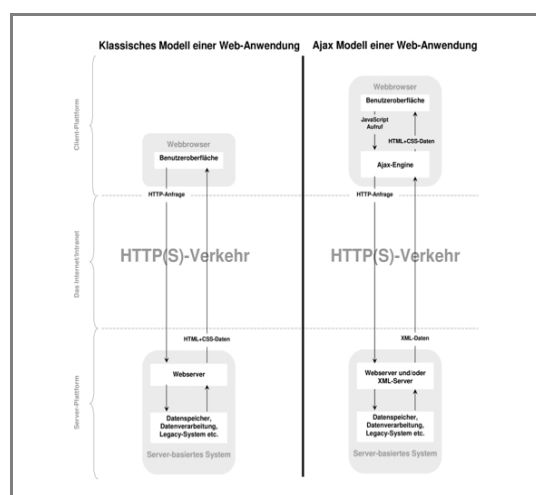 Klassisches Modell einer Web-Anwendung
Client-Plattform
Webbrowser
Benutzeroberfläche
HTTP-Anfrage
Das Internet/Intranet
HTTP(S)-Verkehr
HTML+CSS-Daten
Server-Plattform
Webserver
Datenspeicher,
Datenverarbeitung,
Legacy-System etc.
Server-basiertes System
Ajax Modell einer Web-Anwendung
Webbrowser
Benutzeroberfläche
JavaScript
Aufruf
HTML+CSS-Daten
Ajax-Engine
HTTP-Anfrage
HTTP(S)-Verkehr
XML-Daten
Webserver und/oder
XML-Server
Datenspeicher,
Datenverarbeitung,
Legacy-System etc.
Server-basiertes System